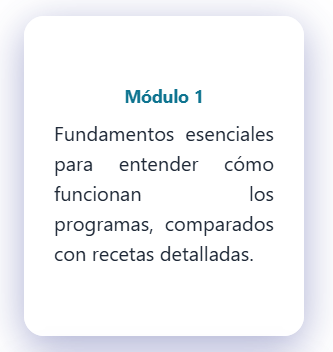 Módulo 1
Fundamentos esenciales
para entender cómo
funcionan los
programas, comparados
con recetas detalladas.